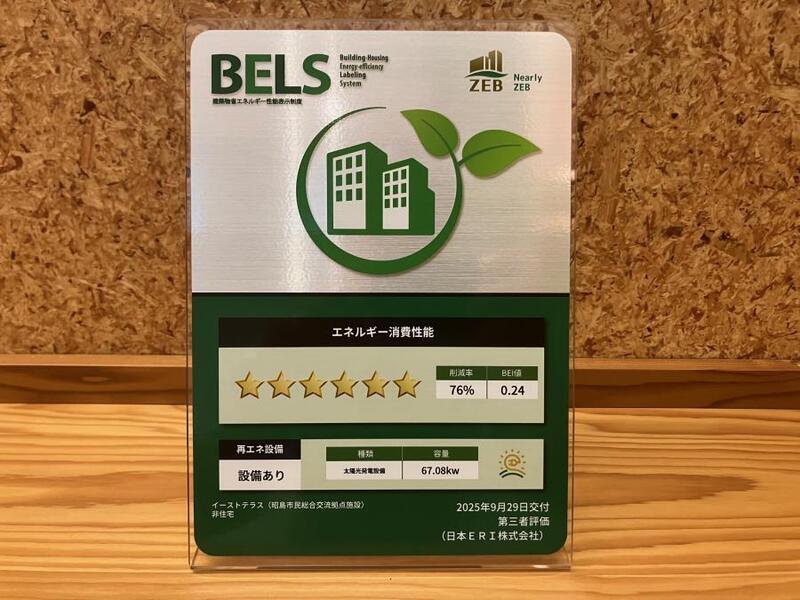 BELS
Building-Housing
Energy-efficiency
Labeling
System
建築物省エネルギー性能表示制度
ZEB
Nearly
ZEB
エネルギー消費性能
削減率 BEI値
76% 0.24
再エネ設備
設備あり
種類 容量
太陽光発電設備 67.08kw
イーストテラス（昭島市民総合交流拠点施設）
非住宅
2025年9月29日交付
第三者評価
（日本ＥＲＩ株式会社）